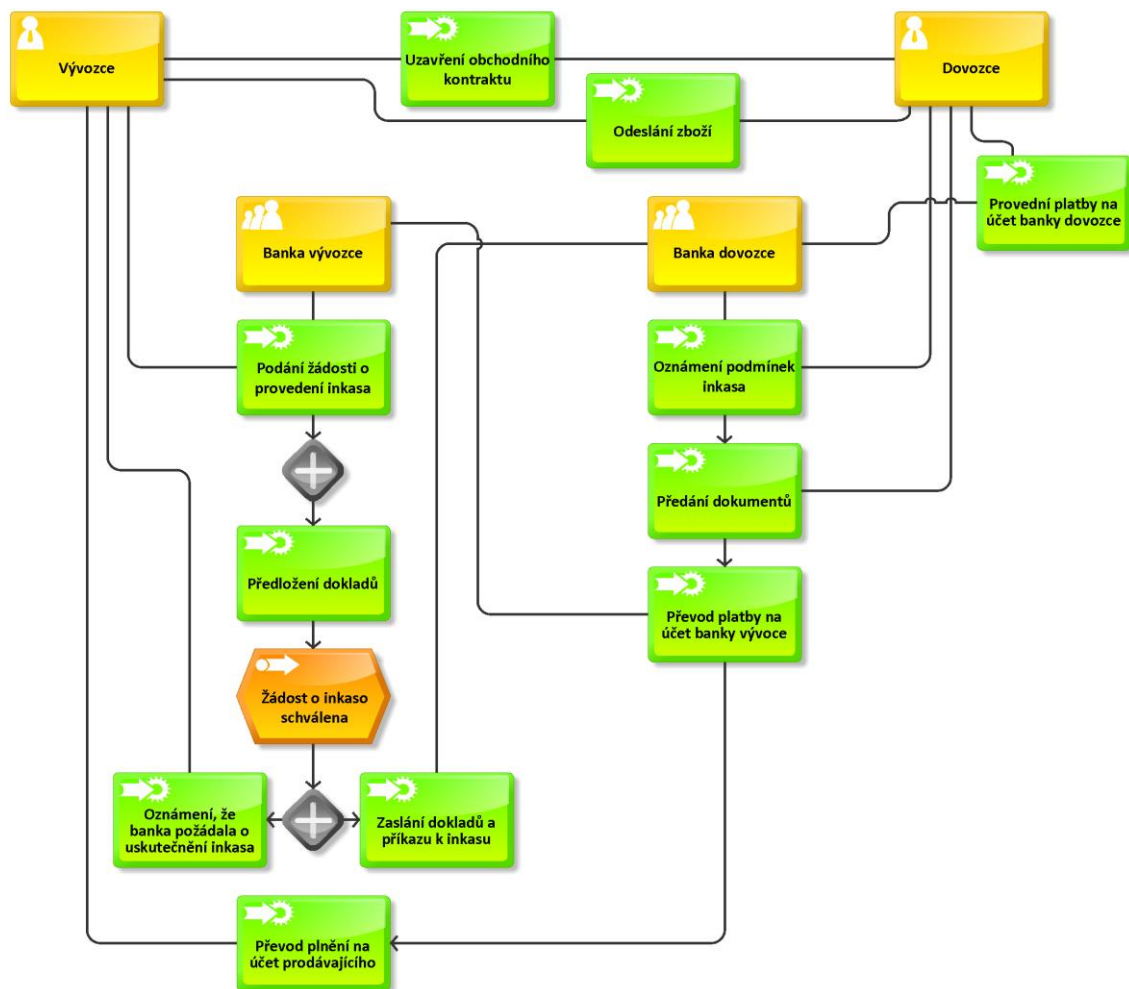 Vývozce
Uzavření obchodního
kontraktu
Dovozce
Odeslání zboží
Provední platby na
účet banky dovozce
Banka vývozce
Banka dovozce
Podání žádosti o
provedení inkasa
Oznámení podmínek
inkasa
Předání dokumentů
Předložení dokladů
Převod platby na
účet banky vývoce
Žádost o inkaso
schválena
Oznámení, že
banka požádala o
uskutečnění inkasa
Zaslání dokladů a
příkazu k inkasu
Převod plnění na
účet prodávajícího